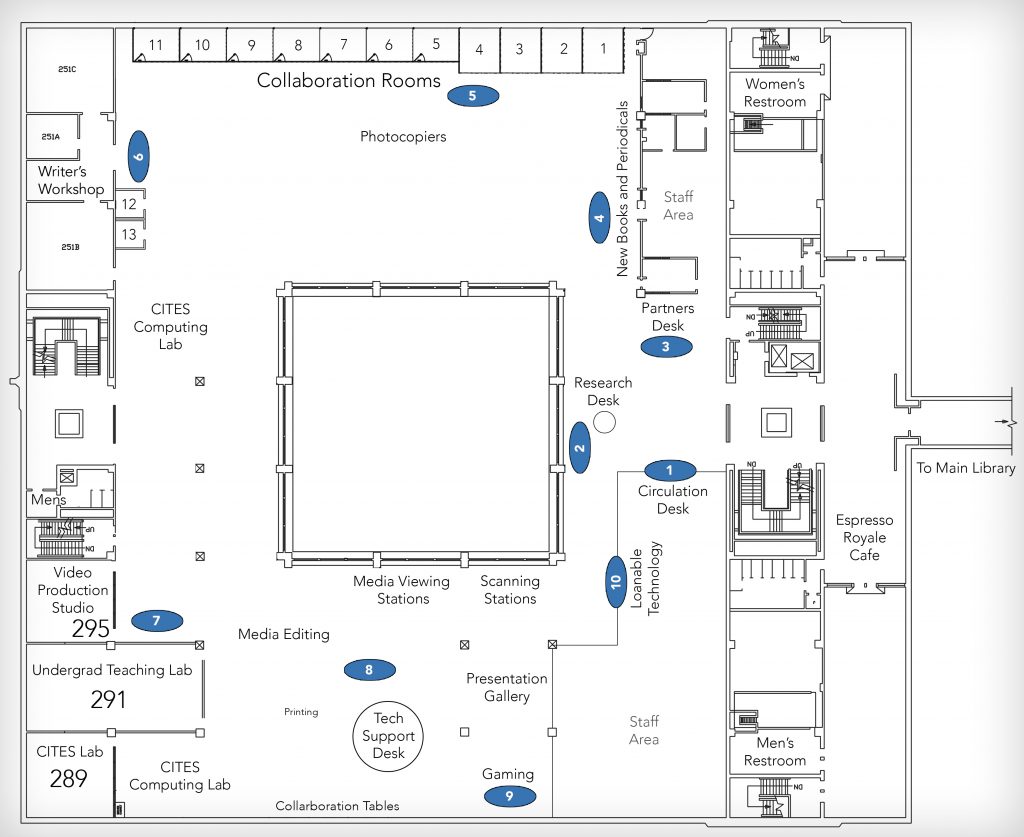 11
10
9
8
7
6
5
4
3
2
1
Collaboration Rooms
5
Photocopiers
251C
251A
Writer's
Workshop
6
12
13
251B
New Books and Periodicals
4
Staff
Area
DN
Women's
Restroom
Partners
Desk
3
DN
UP
CITES
Computing
Lab
Research
Desk
2
1
Circulation
Desk
DN
UP
To Main Library
Espresso
Royale
Cafe
Mens
UP
DN
Video
Production
Studio
295
7
Media Viewing
Stations
Scanning
Stations
10
Loanable
Technology
Media Editing
8
Undergrad Teaching Lab
291
Presentation
Gallery
Printing
Tech
Support
Desk
Staff
Area
CITES Lab
289
CITES
Computing Lab
Gaming
9
Collarboration Tables
Men's
Restroom
DN